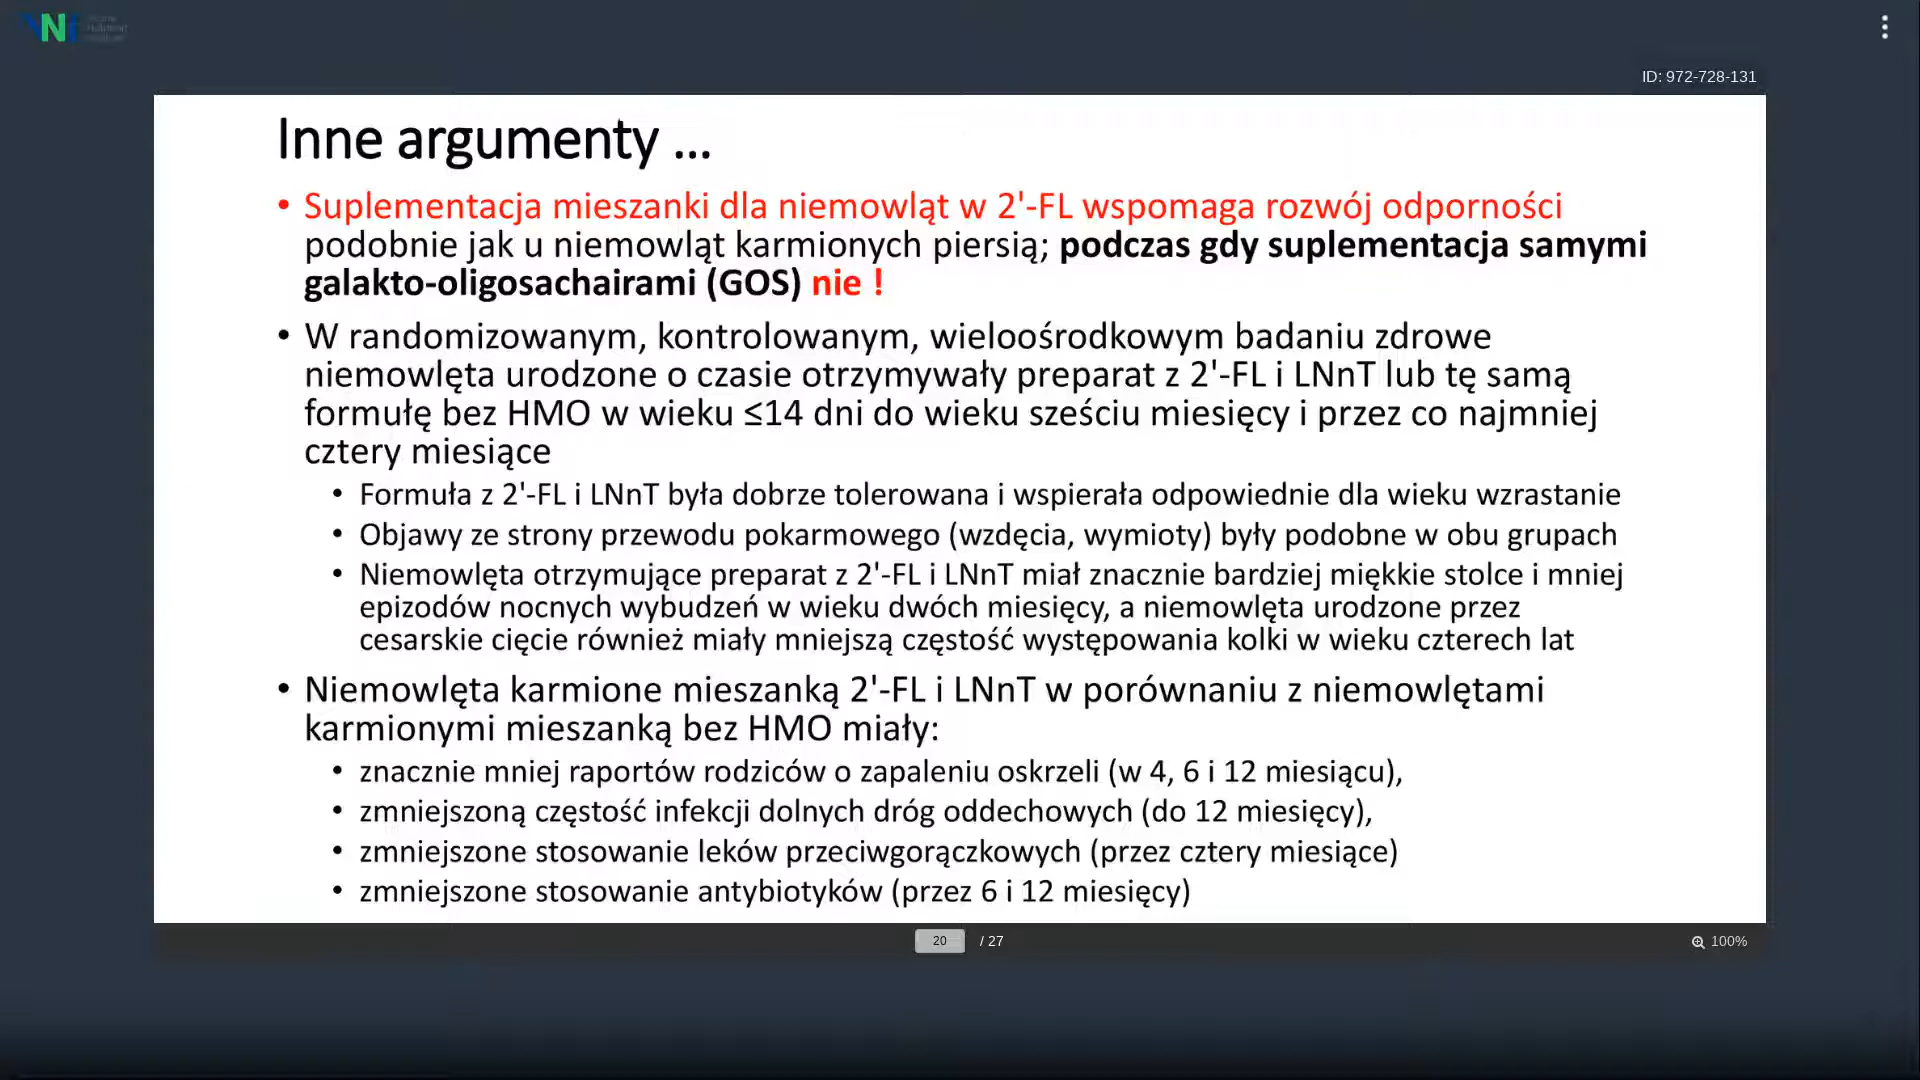 ID: 972-728-131
Inne argumenty ...
• Suplementacja mieszanki dla niemowląt w 2'-FL wspomaga rozwój odporności
podobnie jak u niemowląt karmionych piersią; podczas gdy suplementacja samymi
galakto-oligosachairami (GOS) nie !
• W randomizowanym, kontrolowanym, wieloośrodkowym badaniu zdrowe
niemowlęta urodzone o czasie otrzymywały preparat z 2'-FL i LNnT lub tę samą
formułę bez HMO w wieku ≤14 dni do wieku sześciu miesięcy i przez co najmniej
cztery miesiące
• Formuła z 2'-FL i LNnT była dobrze tolerowana i wspierała odpowiednie dla wieku wzrastanie
• Objawy ze strony przewodu pokarmowego (wzdęcia, wymioty) były podobne w obu grupach
• Niemowlęta otrzymujące preparat z 2'-FL i LNnT miał znacznie bardziej miękkie stolce i mniej
epizodów nocnych wybudzeń w wieku dwóch miesięcy, a niemowlęta urodzone przez
cesarskie cięcie również miały mniejszą częstość występowania kolki w wieku czterech lat
• Niemowlęta karmione mieszanką 2'-FL i LNnT w porównaniu z niemowlętami
karmionymi mieszanką bez HMO miały:
• znacznie mniej raportów rodziców o zapaleniu oskrzeli (w 4, 6 i 12 miesiącu),
• zmniejszoną częstość infekcji dolnych dróg oddechowych (do 12 miesięcy),
• zmniejszone stosowanie leków przeciwgorączkowych (przez cztery miesiące)
• zmniejszone stosowanie antybiotyków (przez 6 i 12 miesięcy)
20 / 27
100%